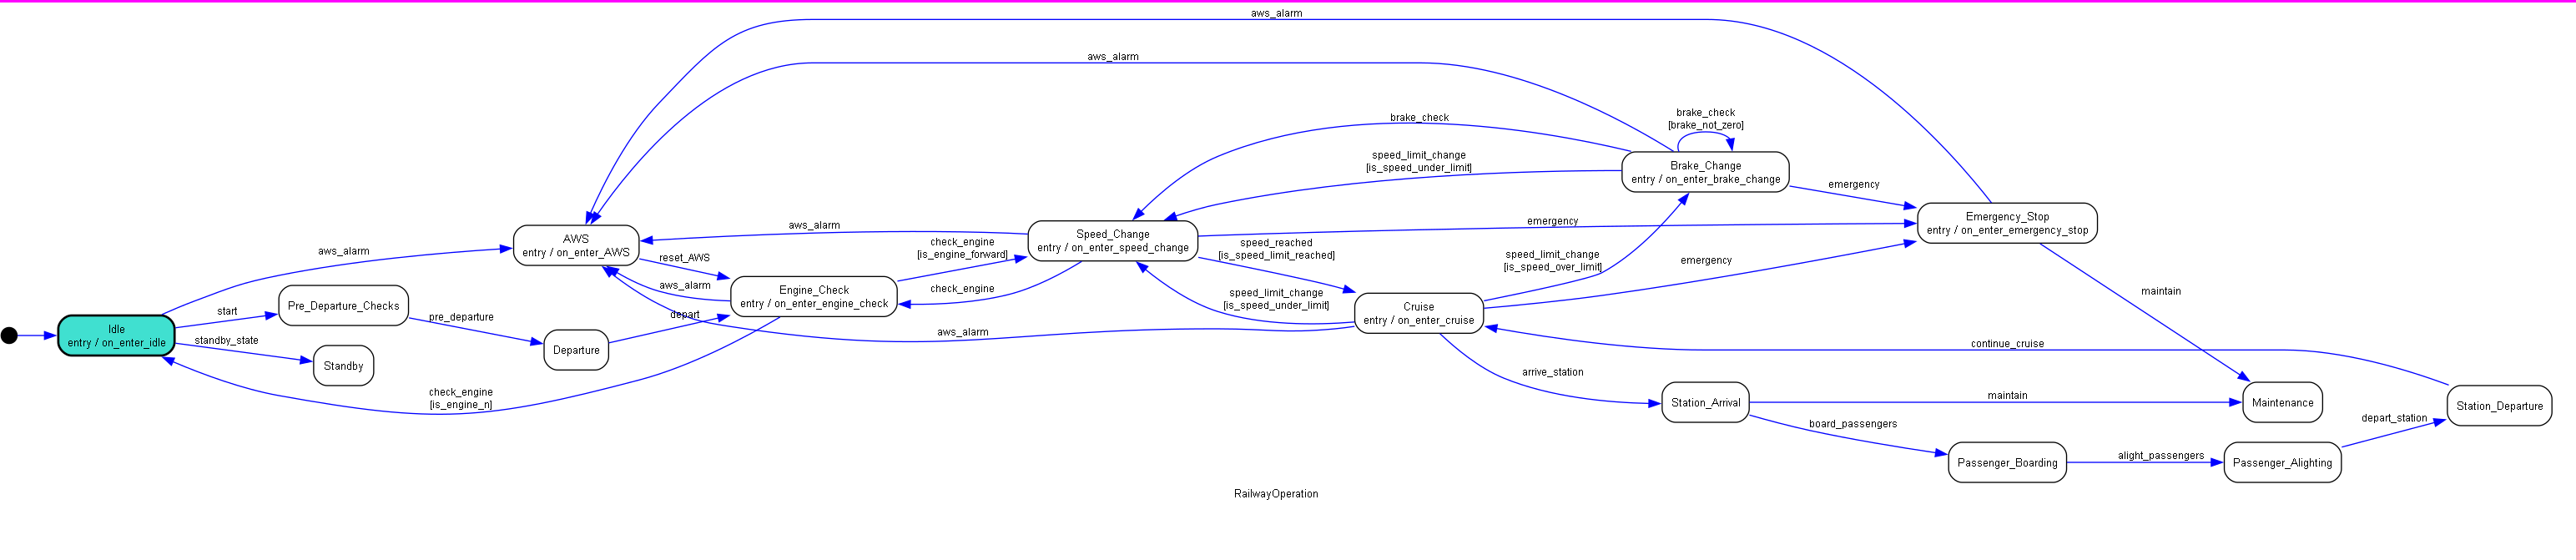 aws_alarm
aws_alarm
brake_check
[brake_not_zero]
brake_check
speed_limit_change
[is_speed_under_limit]
Brake_Change
entry / on_enter_brake_change
emergency
aws_alarm
AWS
entry / on_enter_AWS
aws_alarm
reset_AWS
check_engine
[is_engine_forward]
Speed_Change
entry / on_enter_speed_change
emergency
speed_reached
[is_speed_limit_reached]
speed_limit_change
[is_speed_over_limit]
emergency
Emergency_Stop
entry / on_enter_emergency_stop
Idle
entry / on_enter_idle
start
standby_state
Pre_Departure_Checks
pre_departure
Standby
Departure
depart
aws_alarm
Engine_Check
entry / on_enter_engine_check
check_engine
speed_limit_change
[is_speed_under_limit]
aws_alarm
Cruise
entry / on_enter_cruise
maintain
continue_cruise
check_engine
[is_engine_n]
arrive_station
Station_Arrival
maintain
Maintenance
Station_Departure
board_passengers
depart_station
Passenger_Boarding
alight_passengers
Passenger_Alighting
RailwayOperation